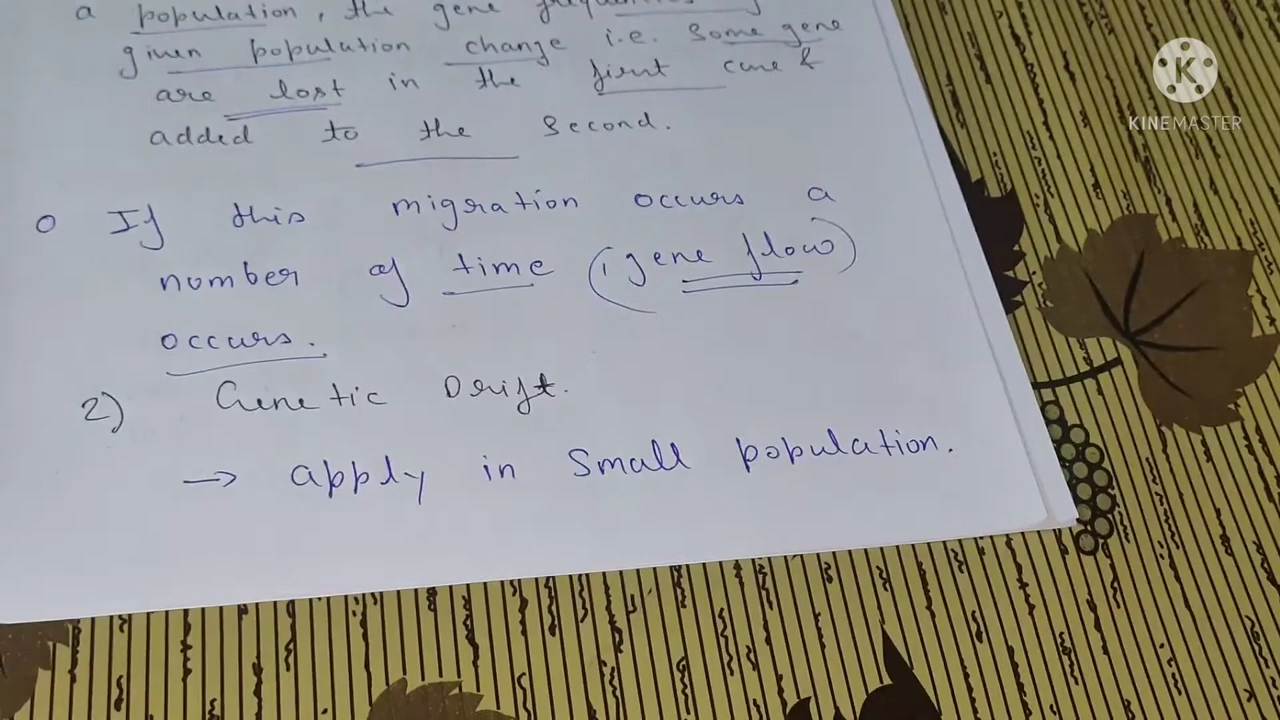 a population, the gene
given population change i.e. some gene
are lost in the first case &
added to the second.
o If this migration occurs a
number of time (gene flow)
occurs.
2) Genetic Drift.
→ apply in small population.
K
KINEMASTER